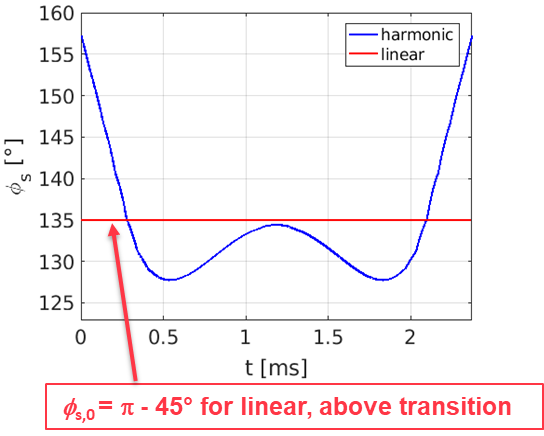 160
155
150
145
140
135
130
125
ϕs [°]
harmonic
linear
0
0.5
1
1.5
2
t [ms]
ϕs,0 = π - 45° for linear, above transition